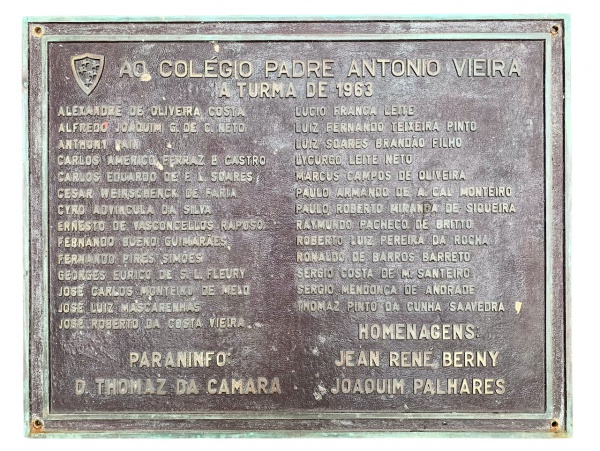 AO COLÉGIO PADRE ANTONIO VIEIRA
A TURMA DE 1963
ALEXANDRE DE OLIVEIRA COSTA
ALFREDO JOAQUIM G. DE C. NETO
ANTHONY
CARLOS AMERICO FERRAZ E CASTRO
CARLOS EDUARDO DE F. L. SOARES
CESAR WEINSCHENCK DE FARIA
CYRO ADVINCULA DA SILVA
ERNESTO DE VASCONCELLOS RAPOSO
FERNANDO BUENO GUIMARÃES
FERNANDO PIRES SIMÕES
GEORGES EURICO DE S. L. FLEURY
JOSÉ CARLOS MONTEIRO DE MELO
JOSÉ LUIZ MASCARENHAS
JOSÉ ROBERTO DA COSTA VIEIRA
PARANINFO:
D. THOMAZ DA CAMARA
LUCIO FRANCA LEITE
LUIZ FERNANDO TEIXEIRA PINTO
LUIZ SOARES BRANDÃO FILHO
LYCURGO LEITE NETO
MARCUS CAMPOS DE OLIVEIRA
PAULO ARMANDO DE A. CAL MONTEIRO
PAULO ROBERTO MIRANDA DE SIQUEIRA
RAYMUNDO PACHECO DE BRITTO
ROBERTO LUIZ PEREIRA DA ROCHA
RONALDO DE BARROS BARRETO
SERGIO COSTA DE M. SANTEIRO
SERGIO MENDONÇA DE ANDRADE
THOMAZ PINTO DA CUNHA SAAVEDRA
HOMENAGENS:
JEAN RENÉ BERNY
JOAQUIM PALHARES